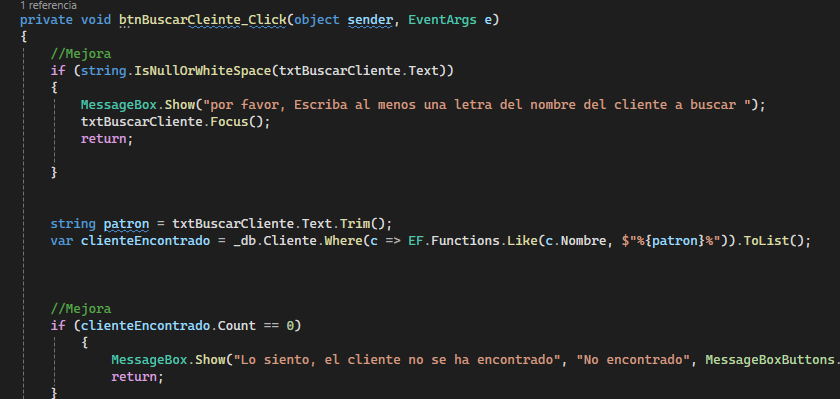 1 referencia
private void btnBuscarCleinte_Click(object sender, EventArgs e)
{
//Mejora
if (string.IsNullOrWhiteSpace(txtBuscarCliente.Text))
{
MessageBox.Show("por favor, Escriba al menos una letra del nombre del cliente a buscar ");
txtBuscarCliente.Focus();
return;
}
string patron = txtBuscarCliente.Text.Trim();
var clienteEncontrado = _db.Cliente.Where(c => EF.Functions.Like(c.Nombre, $"%{patron}%")).ToList();
//Mejora
if (clienteEncontrado.Count == 0)
{
MessageBox.Show("Lo siento, el cliente no se ha encontrado", "No encontrado", MessageBoxButtons.
return;
}